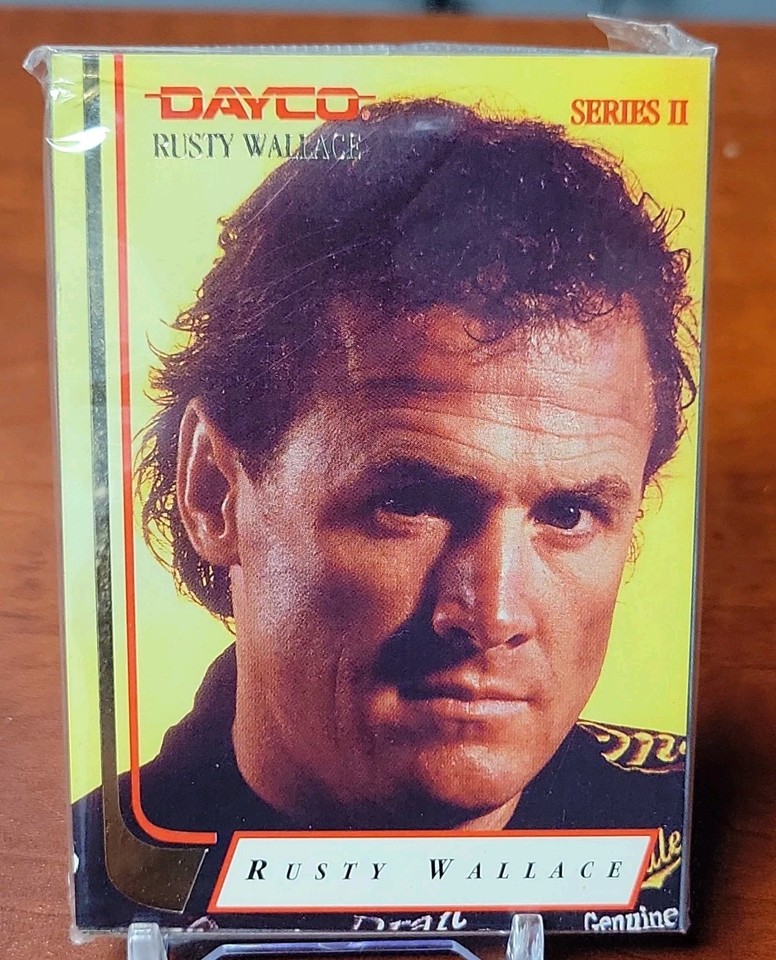 DAYCO
SERIES II
RUSTY WALLACE
RUSTY WALLACE
Draft
Genuine